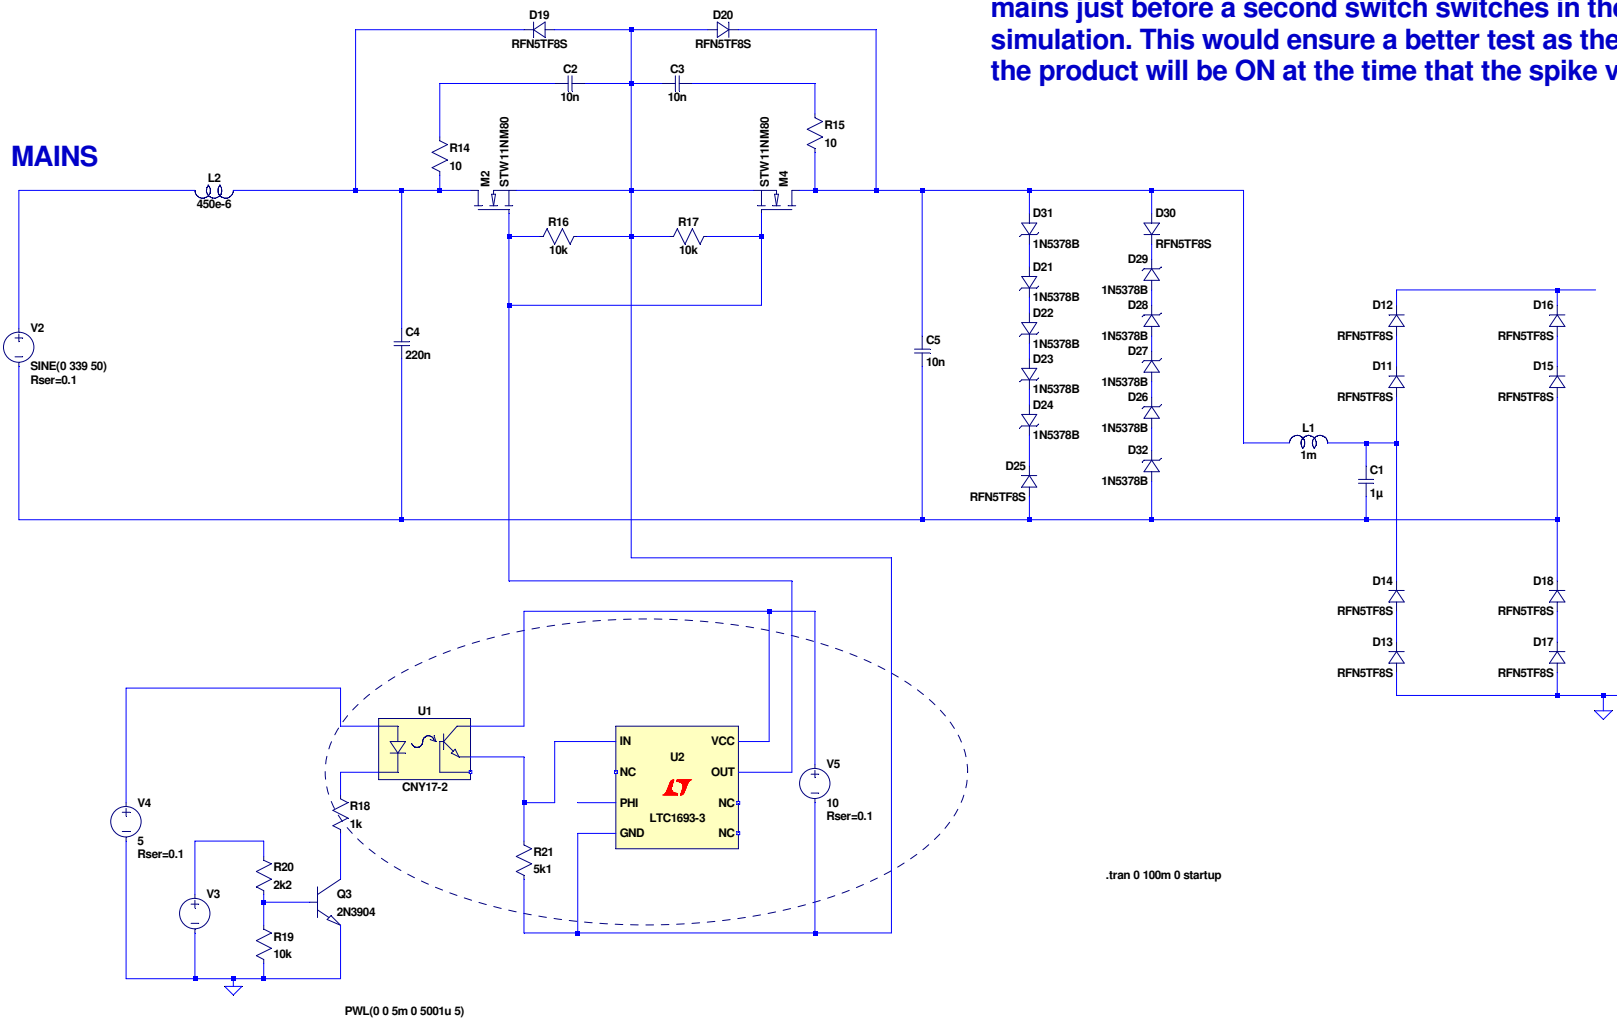 mains just before a second switch switches in the
simulation. This would ensure a better test as the
the product will be ON at the time that the spike
MAINS
D19
RFN5TF8S
D20
RFN5TF8S
C2
10n
C3
10n
R14
10
R15
10
M2
STW11NM80
M4
STW11NM80
L2
450e-6
R16
10k
R17
10k
V2
SINE(0 339 50)
Rser=0.1
C4
220n
C5
10n
D31
1N5378B
D21
1N5378B
D22
1N5378B
D23
1N5378B
D24
1N5378B
D25
RFN5TF8S
D30
RFN5TF8S
D29
1N5378B
D28
1N5378B
D27
1N5378B
D26
1N5378B
D32
1N5378B
L1
1m
C1
1µ
D12
RFN5TF8S
D11
RFN5TF8S
D16
RFN5TF8S
D15
RFN5TF8S
D14
RFN5TF8S
D13
RFN5TF8S
D18
RFN5TF8S
D17
RFN5TF8S
U1
CNY17-2
U2
LTC1693-3
IN
NC
PHI
GND
VCC
OUT
NC
NC
V5
10
Rser=0.1
V4
5
Rser=0.1
R18
1k
V3
R20
2k2
R19
10k
Q3
2N3904
R21
5k1
.tran 0 100m 0 startup
PWL(0 0 5m 0 5001u 5)